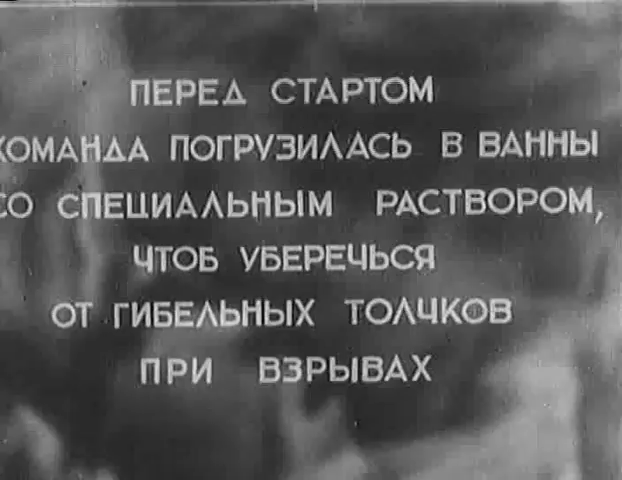 ПЕРЕД СТАРТОМ
КОМАНДА ПОГРУЗИЛАСЬ В ВАННЫ
СО СПЕЦИАЛЬНЫМ РАСТВОРОМ,
ЧТОБ УБЕРЕЧЬСЯ
ОТ ГИБЕЛЬНЫХ ТОЛЧКОВ
ПРИ ВЗРЫВАХ